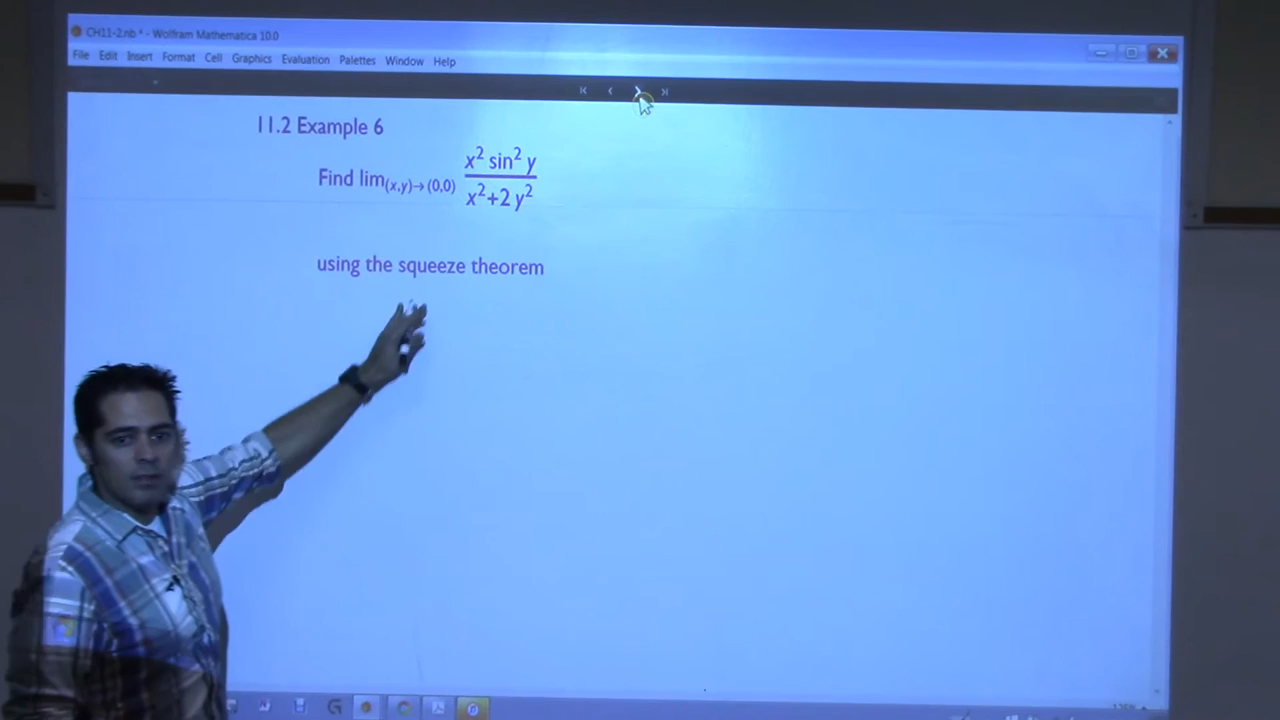 CH11-2.nb * - Wolfram Mathematica 10.0
File Edit Insert Format Cell Graphics Evaluation Palettes Window Help
11.2 Example 6
Find lim(x,y)→(0,0) x² sin² y / x²+2 y²
using the squeeze theorem